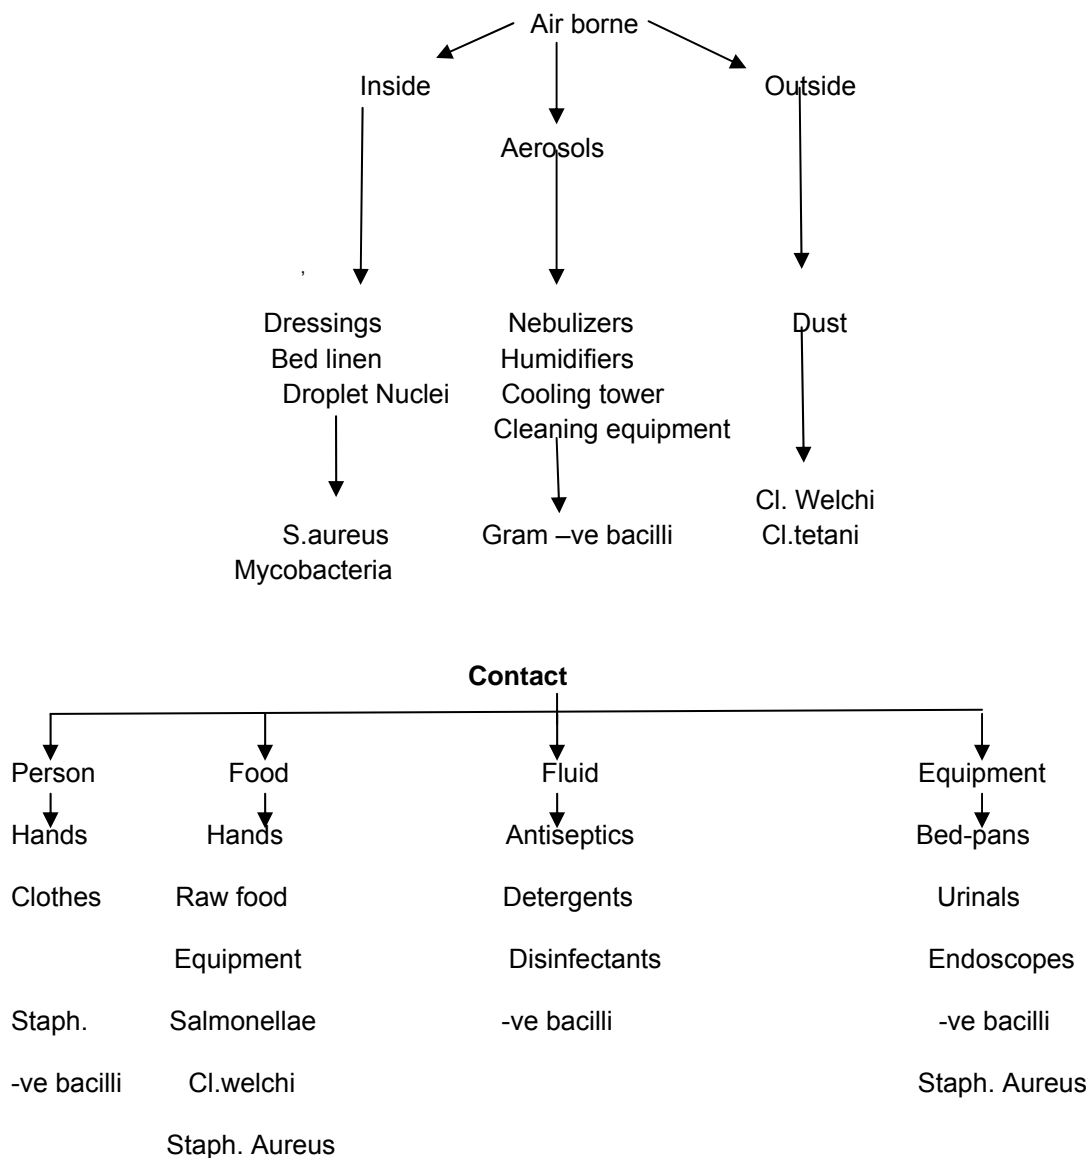 Air borne
Inside Outside
Aerosols
,
Dressings Nebulizers Dust
Bed linen Humidifiers
Droplet Nuclei Cooling tower
Cleaning equipment
Cl. Welchi
S.aureus Gram –ve bacilli Cl.tetani
Mycobacteria
Contact
Person Food Fluid Equipment
Hands Hands Antiseptics Bed-pans
Clothes Raw food Detergents Urinals
Equipment Disinfectants Endoscopes
Staph. Salmonellae -ve bacilli -ve bacilli
-ve bacilli Cl.welchi Staph. Aureus
Staph. Aureus